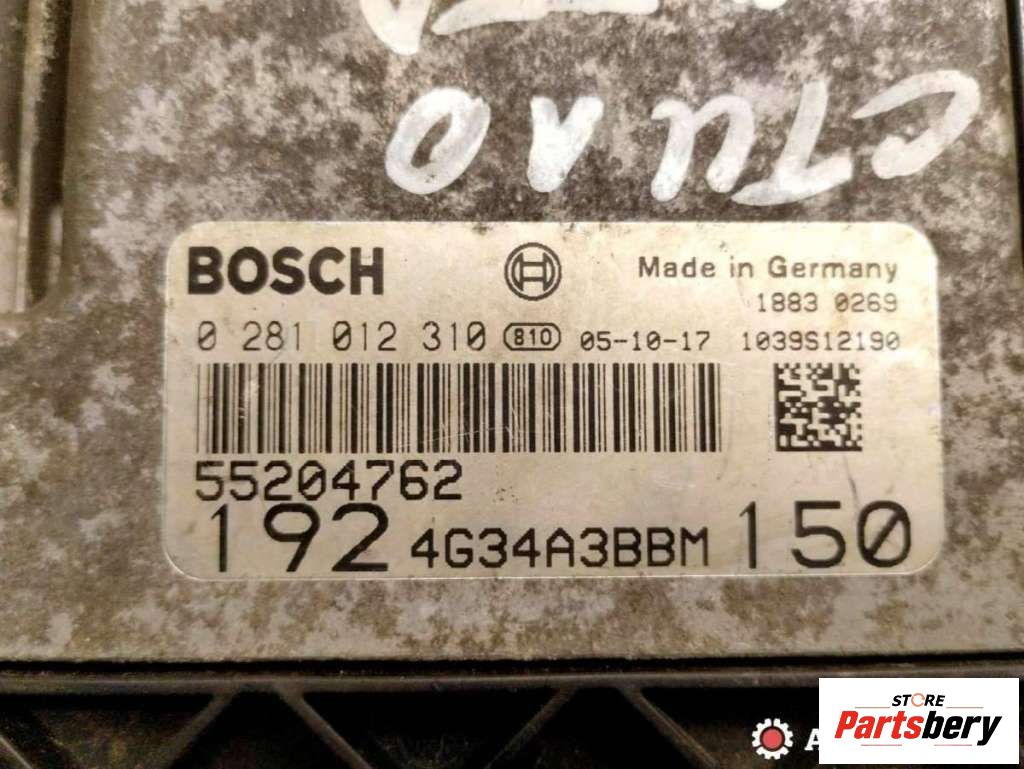 BOSCH Made in Germany
1883 0269
0 281 012 310 810 05-10-17 1039S12190
55204762
192 4G34A3BBM 150
STORE
Partsbery